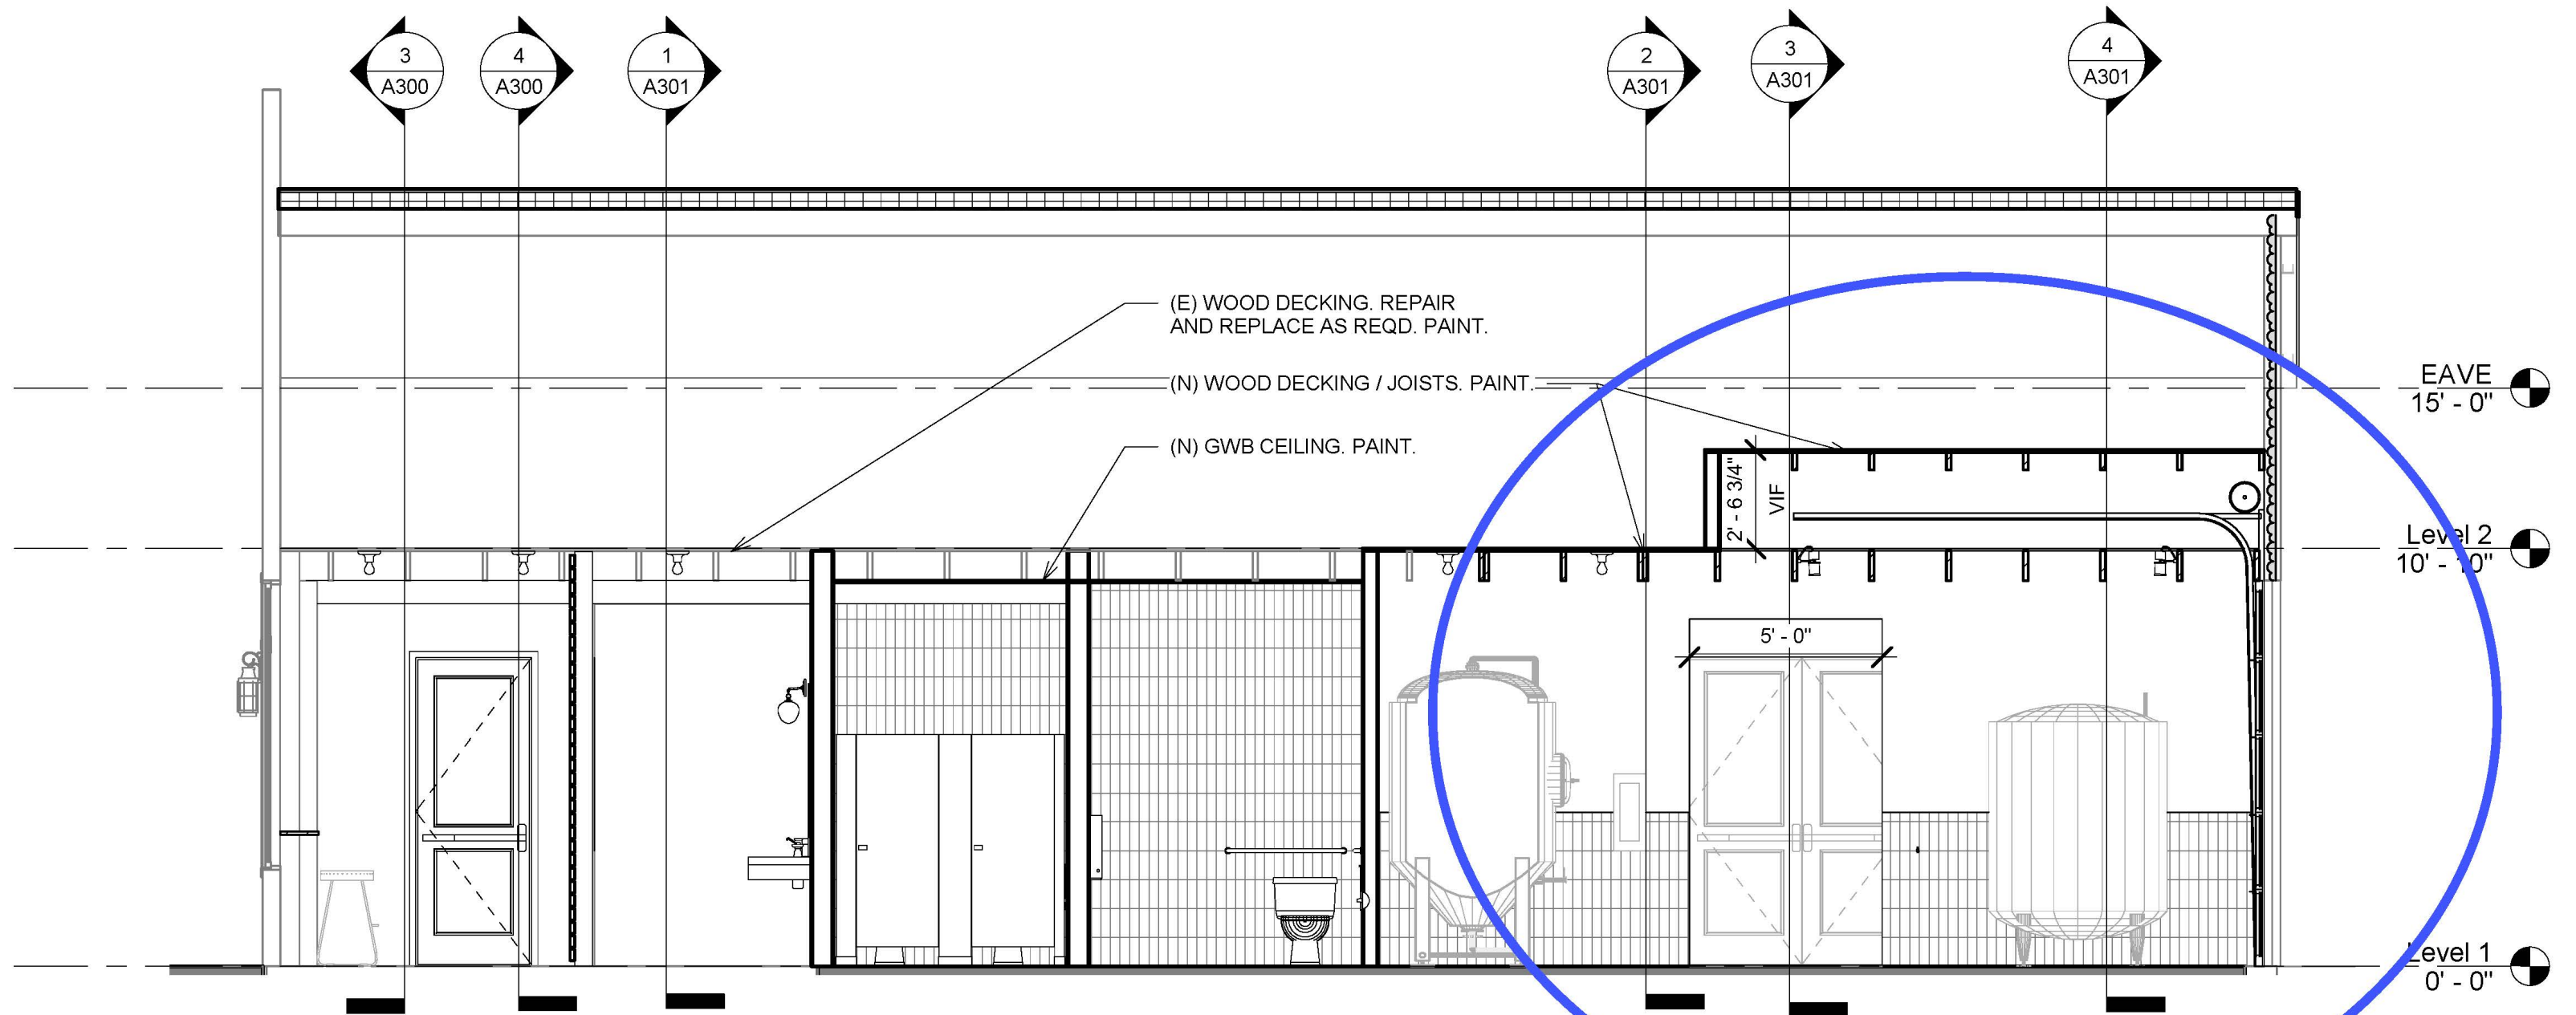 3
A300
4
A300
1
A301
2
A301
3
A301
4
A301
(E) WOOD DECKING. REPAIR
AND REPLACE AS REQD. PAINT.
(N) WOOD DECKING / JOISTS. PAINT.
(N) GWB CEILING. PAINT.
EAVE
15' - 0"
2' - 6 3/4"
VIF
Level 2
10' - 10"
5' - 0"
Level 1
0' - 0"